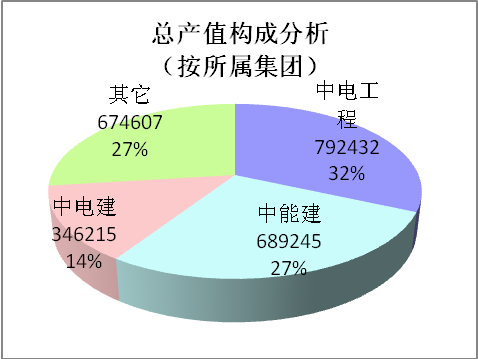 总产值构成分析
（按所属集团）
其它
674607
27%
中电工
程
792432
32%
中电建
346215
14%
中能建
689245
27%